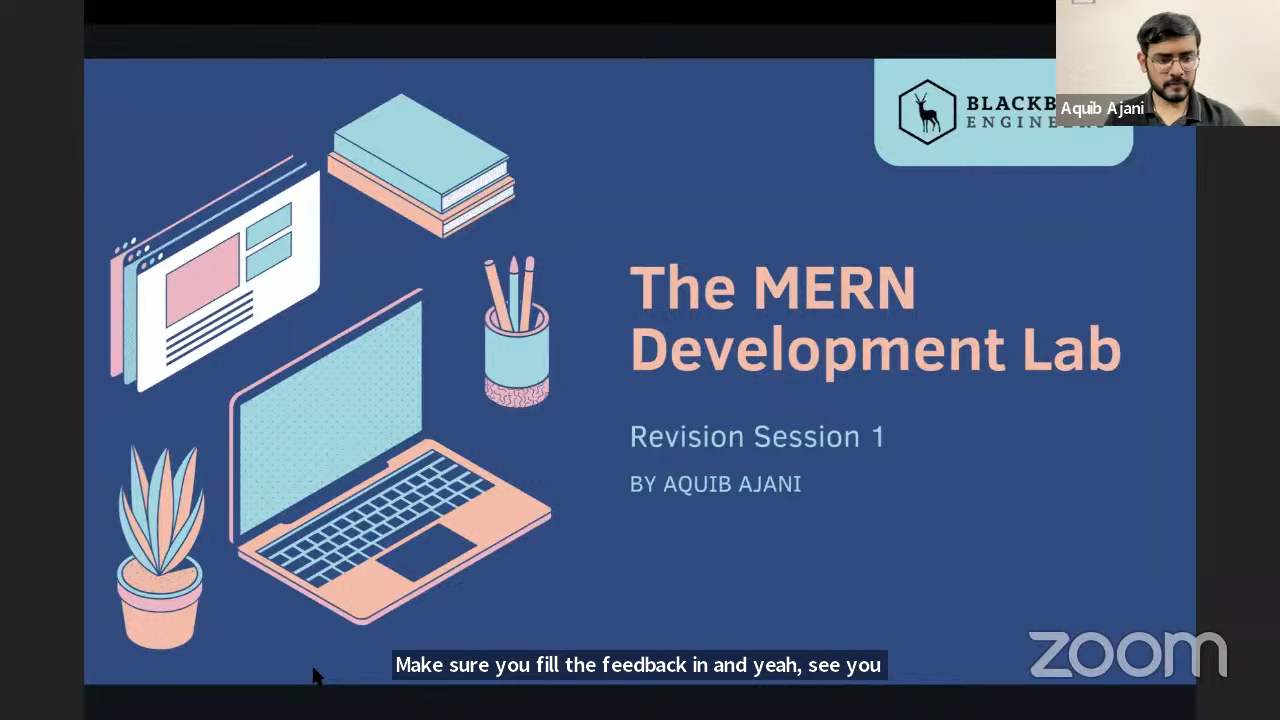 Aquib Ajani
The MERN
Development Lab
Revision Session 1
BY AQUIB AJANI
Make sure you fill the feedback in and yeah, see you
zoom